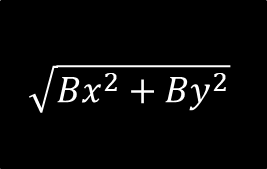 √(Bx² + By²)